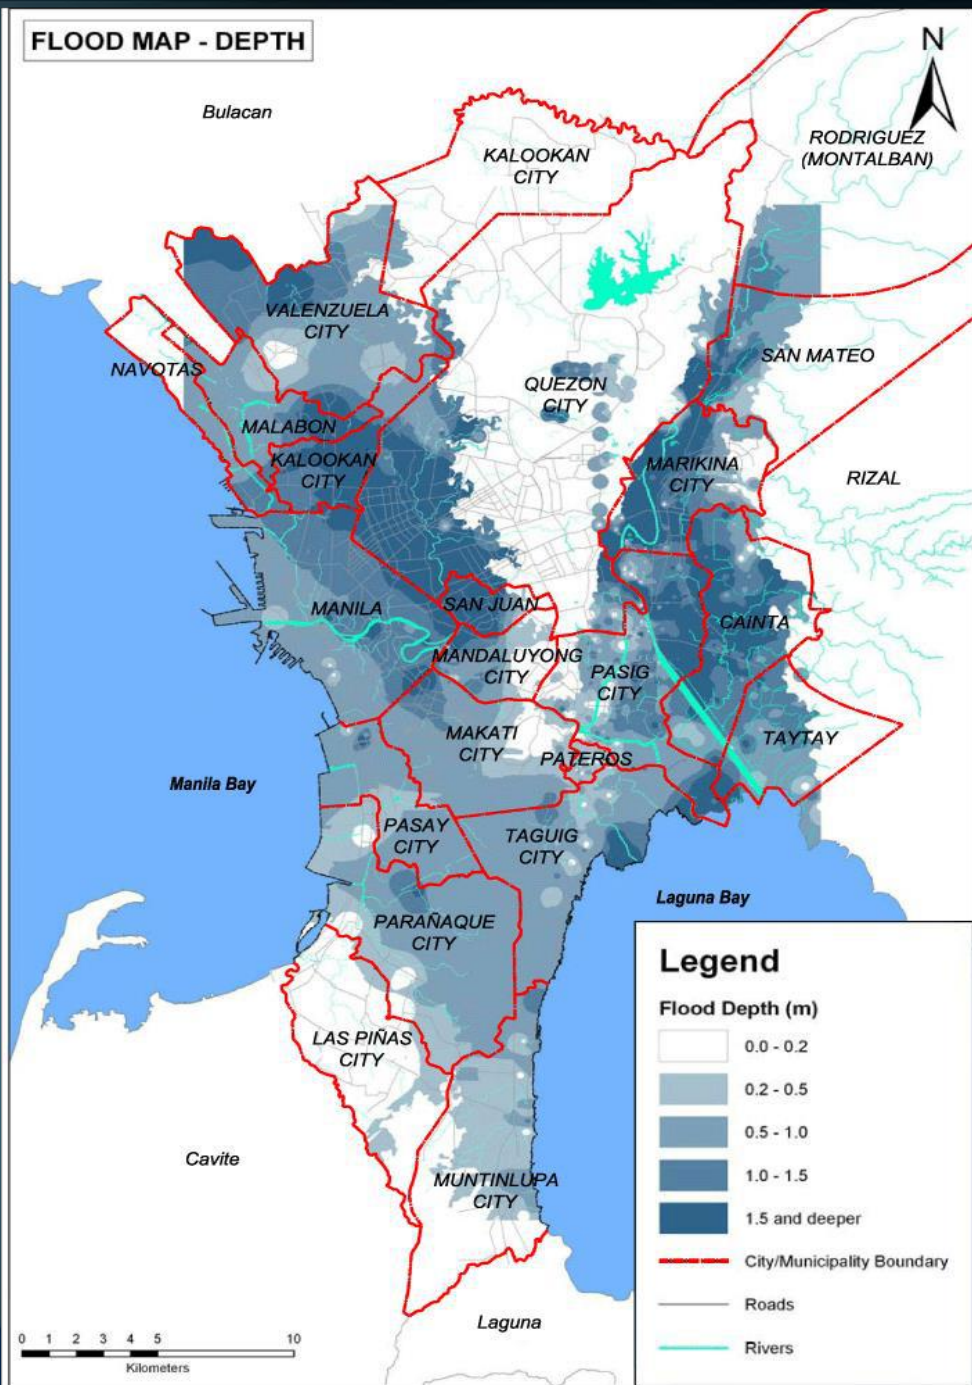 FLOOD MAP - DEPTH
N
Bulacan
KALOOKAN
CITY
RODRIGUEZ
(MONTALBAN)
VALENZUELA
CITY
NAVOTAS
SAN MATEO
QUEZON
CITY
MALABON
KALOOKAN
CITY
MARIKINA
CITY
RIZAL
MANILA
SAN JUAN
CAINTA
MANDALUYONG
CITY
PASIG
CITY
MAKATI
CITY
PATEROS
TAYTAY
Manila Bay
PASAY
CITY
TAGUIG
CITY
Laguna Bay
PARAÑAQUE
CITY
LAS PIÑAS
CITY
Cavite
MUNTINLUPA
CITY
Laguna
0 1 2 3 4 5 10
Kilometers
Legend
Flood Depth (m)
0.0 - 0.2
0.2 - 0.5
0.5 - 1.0
1.0 - 1.5
1.5 and deeper
City/Municipality Boundary
Roads
Rivers